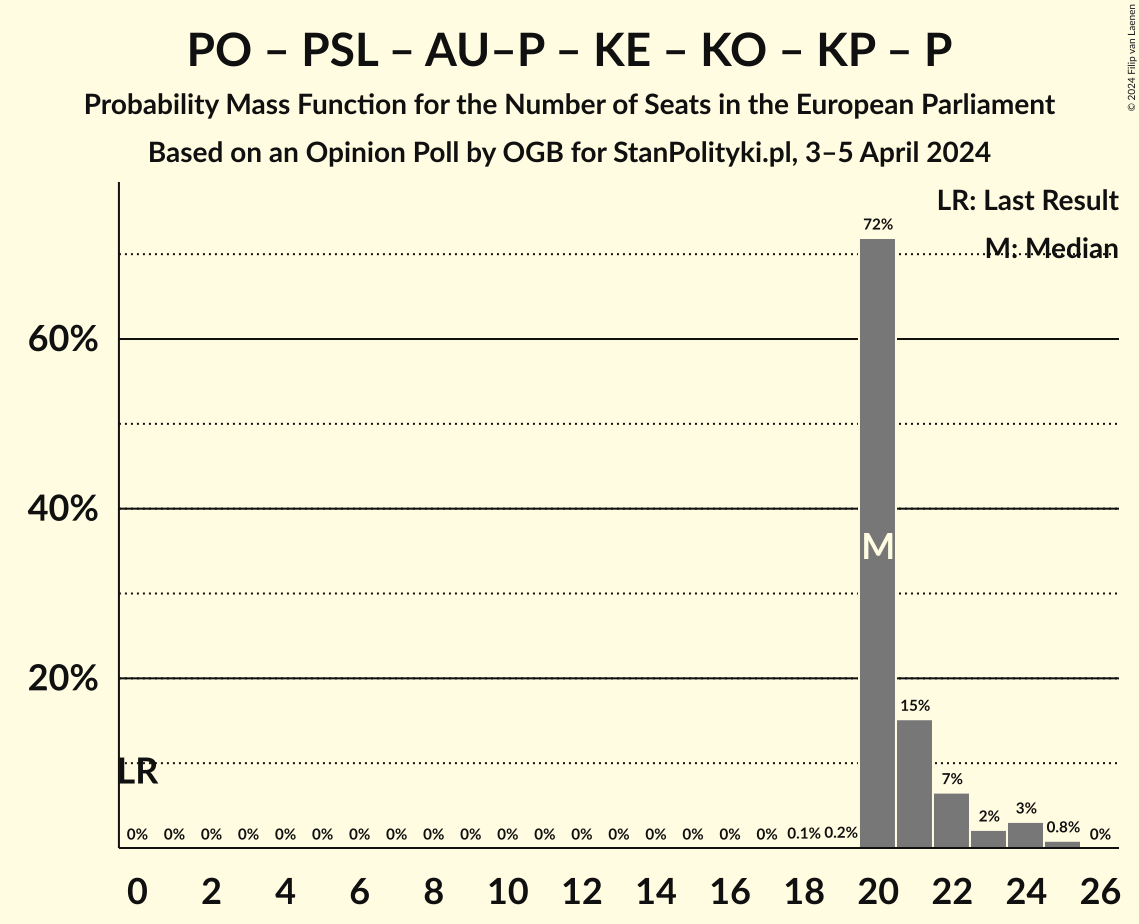 PO – PSL – AU–P – KE – KO – KP – P
Probability Mass Function for the Number of Seats in the European Parliament
Based on an Opinion Poll by OGB for StanPolityki.pl, 3–5 April 2024
© 2024 Filip van Laenen
LR: Last Result
M: Median
72%
60%
40%
M
20%
15%
LR
7%
3%
2%
0% 0% 0% 0% 0% 0% 0% 0% 0% 0% 0% 0% 0% 0% 0% 0% 0% 0% 0.1% 0.2% 0.8% 0%
0 2 4 6 8 10 12 14 16 18 20 22 24 26